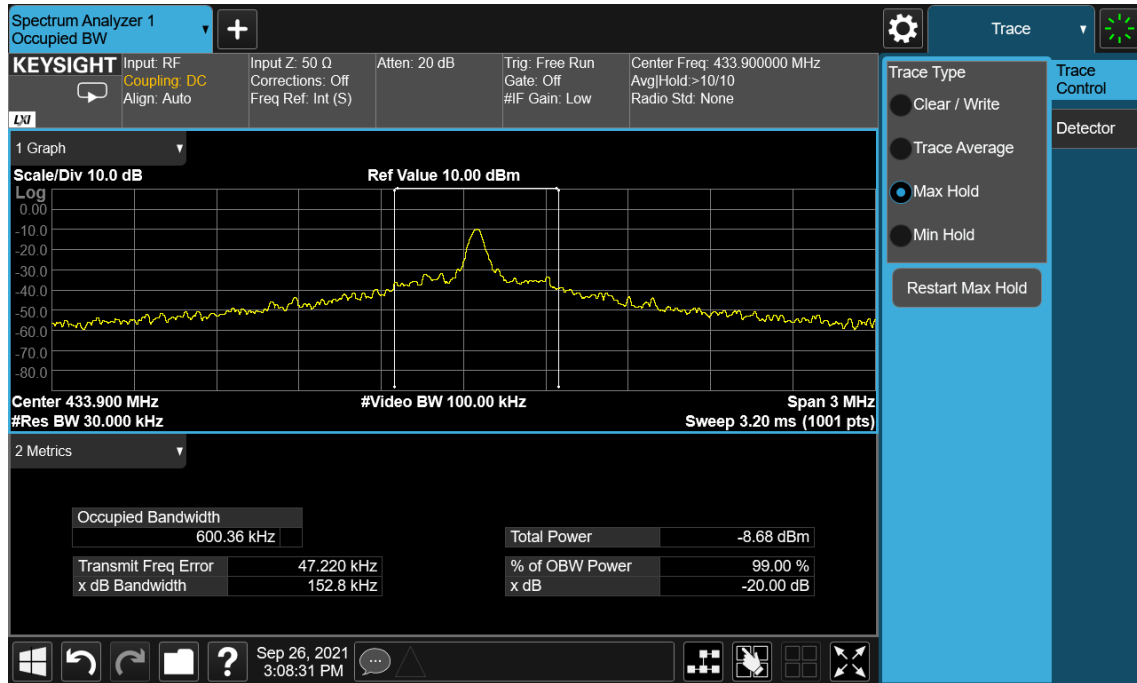 Spectrum Analyzer 1
Occupied BW
+
Trace
KEYSIGHT
LXI
Input: RF
Coupling: DC
Align: Auto
Input Z: 50 Ω
Corrections: Off
Freq Ref: Int (S)
Atten: 20 dB
Trig: Free Run
Gate: Off
#IF Gain: Low
Center Freq: 433.900000 MHz
Avg|Hold:>10/10
Radio Std: None
Trace Type
Clear / Write
Trace Average
Max Hold
Min Hold
Restart Max Hold
Trace
Control
Detector
1 Graph
Scale/Div 10.0 dB
Ref Value 10.00 dBm
Log
0.00
-10.0
-20.0
-30.0
-40.0
-50.0
-60.0
-70.0
-80.0
Center 433.900 MHz
#Video BW 100.00 kHz
Span 3 MHz
#Res BW 30.000 kHz
Sweep 3.20 ms (1001 pts)
2 Metrics
Occupied Bandwidth
600.36 kHz
Total Power -8.68 dBm
Transmit Freq Error 47.220 kHz
% of OBW Power 99.00 %
x dB Bandwidth 152.8 kHz
x dB -20.00 dB
?
Sep 26, 2021
3:08:31 PM